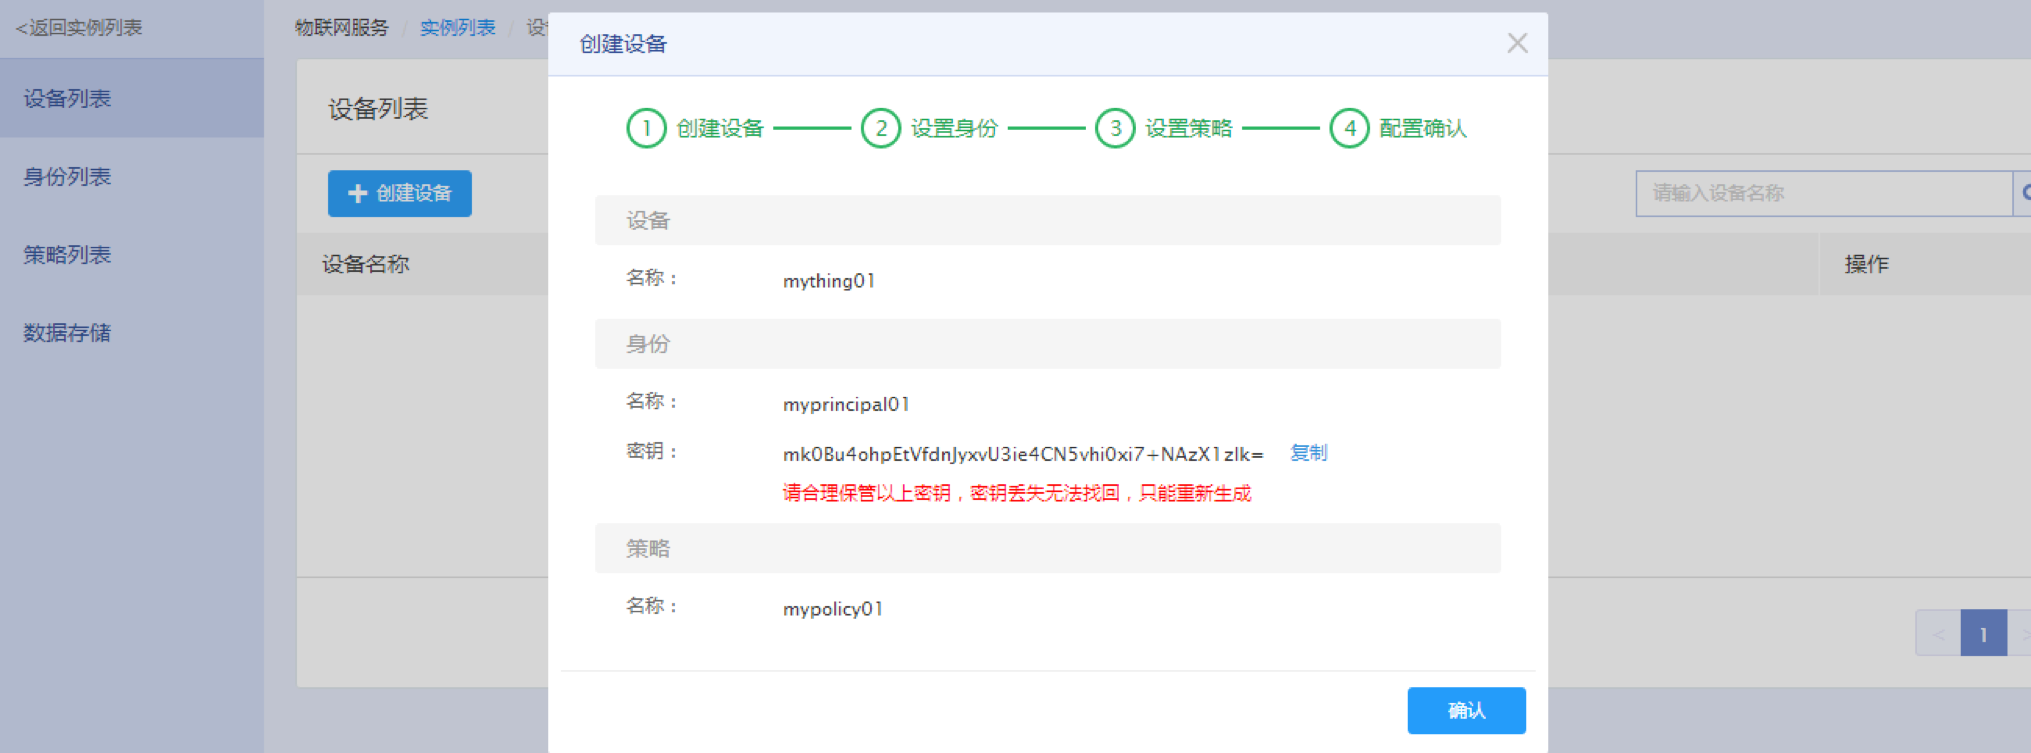 <返回实例列表
设备列表
身份列表
策略列表
数据存储
物联网服务 / 实例列表 / 设
设备列表
创建设备
设备名称
操作
请输入设备名称
< 1 >
创建设备
1 创建设备
2 设置身份
3 设置策略
4 配置确认
设备
名称： mything01
身份
名称： myprincipal01
密钥： mk0Bu4ohpEtVfdnJyxvU3ie4CN5vhi0xi7+NAzX1zlk= 复制
请合理保管以上密钥，密钥丢失无法找回，只能重新生成
策略
名称： mypolicy01
确认